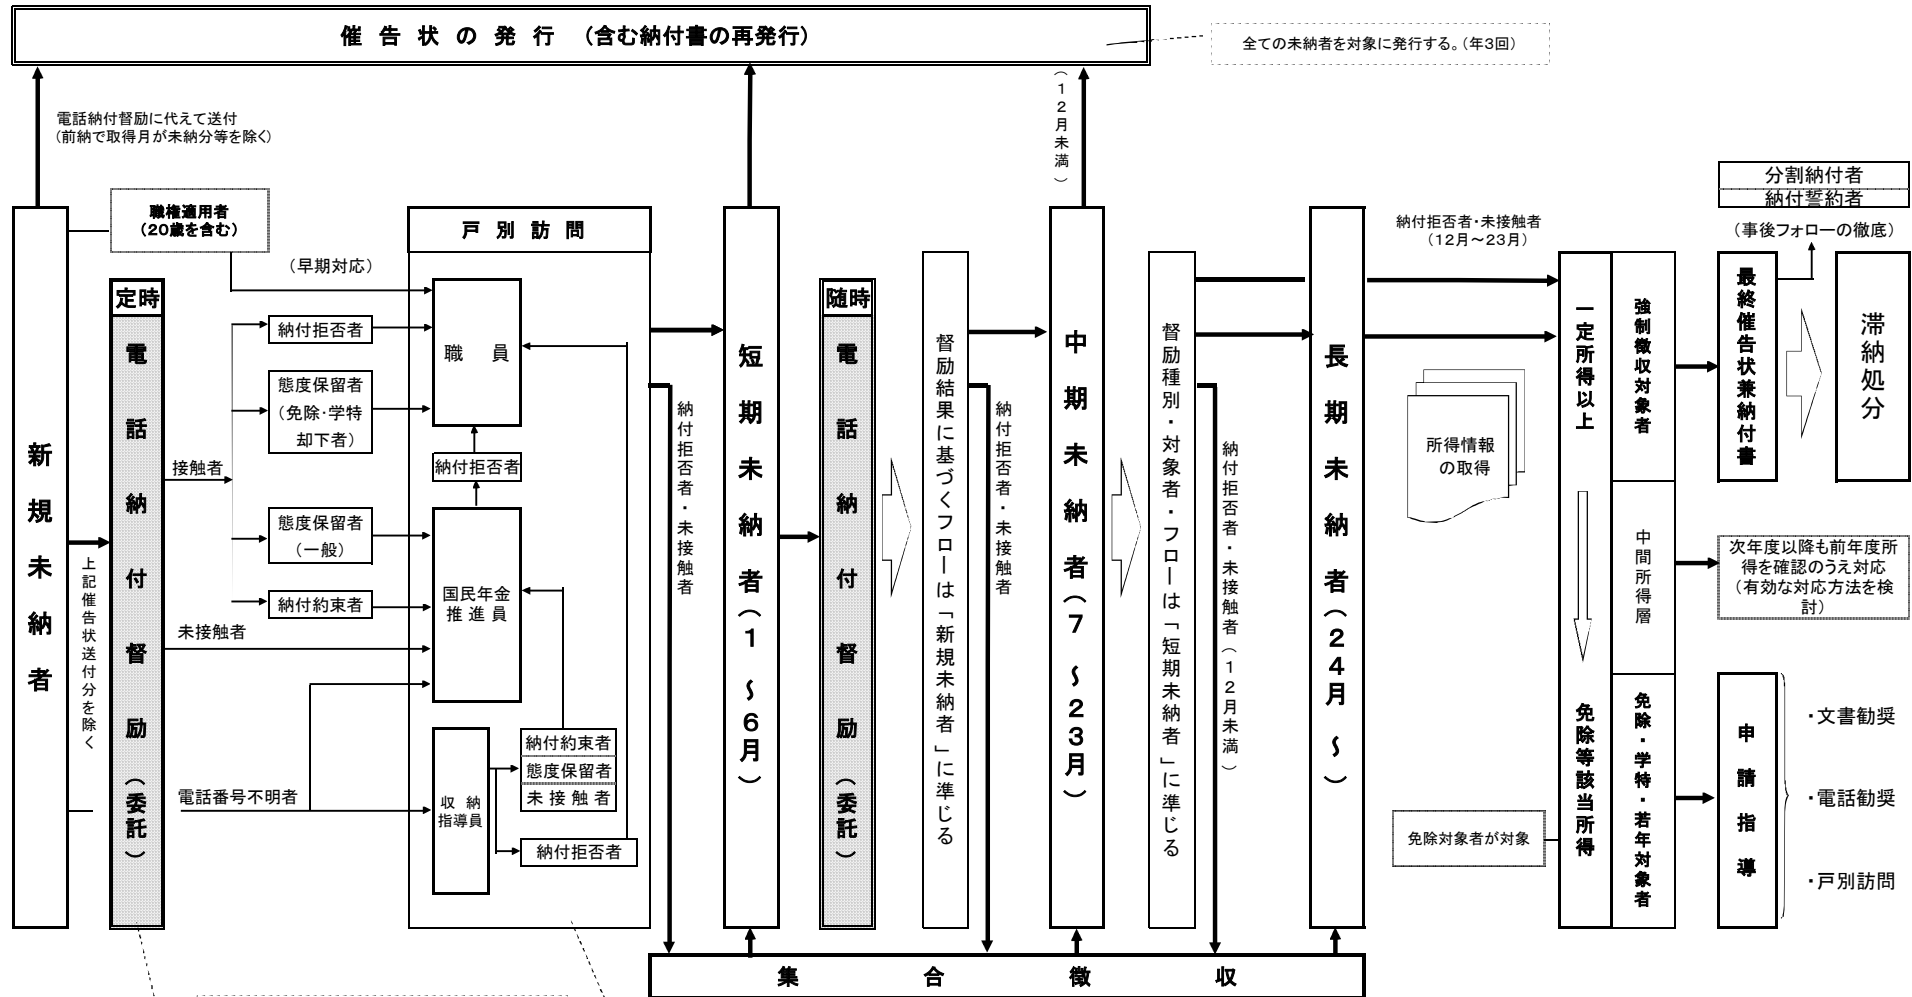 催告状の発行 （含む納付書の再発行）
全ての未納者を対象に発行する。（年3回）
電話納付督励に代えて送付
（前納で取得月が未納分等を除く）
（12月未満）
新規未納者
上記催告状送付分を除く
職権適用者
（20歳を含む）
定時
電話納付督励（委託）
（早期対応）
接触者
納付拒否者
態度保留者
（免除・学特
却下者）
態度保留者
（一般）
納付約束者
未接触者
電話番号不明者
戸別訪問
職 員
納付拒否者
国民年金
推進員
収 納
指導員
納付約束者
態度保留者
未接触者
納付拒否者
納付拒否者・未接触者
短期未納者（1～6月）
随時
電話納付督励（委託）
督励結果に基づくフローは「新規未納者」に準じる
納付拒否者・未接触者
中期未納者（7～23月）
督励種別・対象者・フローは「短期未納者」に準じる
納付拒否者・未接触者（12月未満）
長期未納者（24月～）
集合徴収
納付拒否者・未接触者
（12月～23月）
所得情報
の取得
免除対象者が対象
一定所得以上
免除等該当所得
強制徴収対象者
中間所得層
免除・学特・若年対象者
分割納付者
納付誓約者
（事後フォローの徹底）
最終催告状兼納付書
滞納処分
次年度以降も前年度所
得を確認のうえ対応
（有効な対応方法を検
討）
申請指導
・文書勧奨
・電話勧奨
・戸別訪問